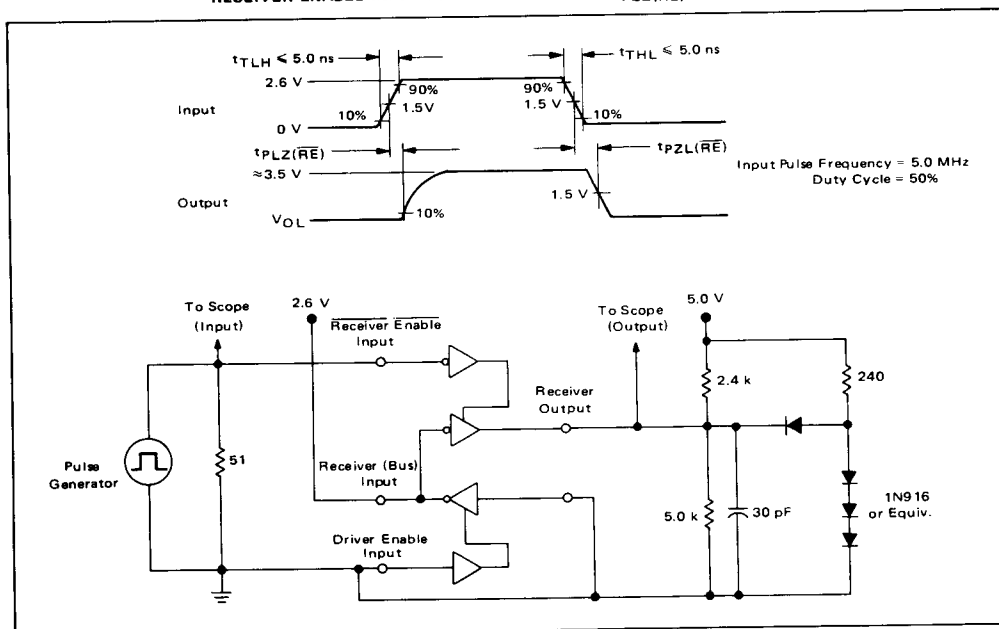 RECEIVER ENABLE
tTLH ≤ 5.0 ns
tTHL ≤ 5.0 ns
2.6 V
90%
90%
Input
1.5V
1.5 V
10%
10%
0 V
tPLZ(R̅E̅)
tPZL(R̅E̅)
≈3.5 V
Input Pulse Frequency = 5.0 MHz
Duty Cycle = 50%
Output
1.5 V
10%
VOL
To Scope
(Input)
2.6 V
Receiver Enable
Input
To Scope
(Output)
5.0 V
2.4 k
240
Receiver
Output
Pulse
Generator
51
Receiver (Bus)
Input
5.0 k
30 pF
1N916
or Equiv.
Driver Enable
Input